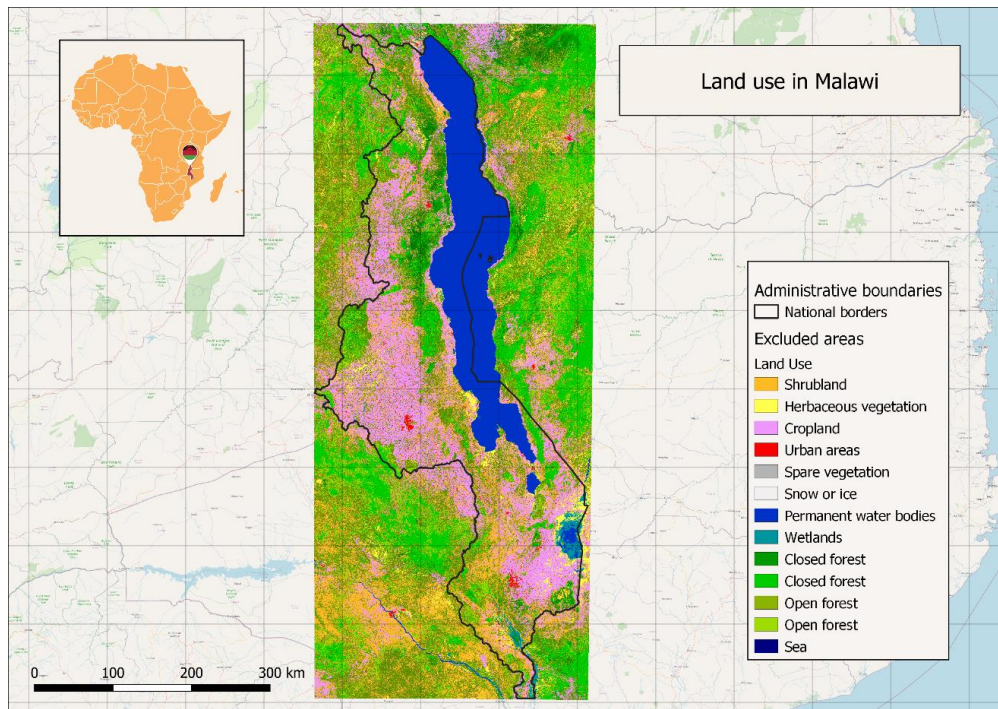 Land use in Malawi
Administrative boundaries
National borders
Excluded areas
Land Use
Shrubland
Herbaceous vegetation
Cropland
Urban areas
Spare vegetation
Snow or ice
Permanent water bodies
Wetlands
Closed forest
Closed forest
Open forest
Open forest
Sea
0 100 200 300 km